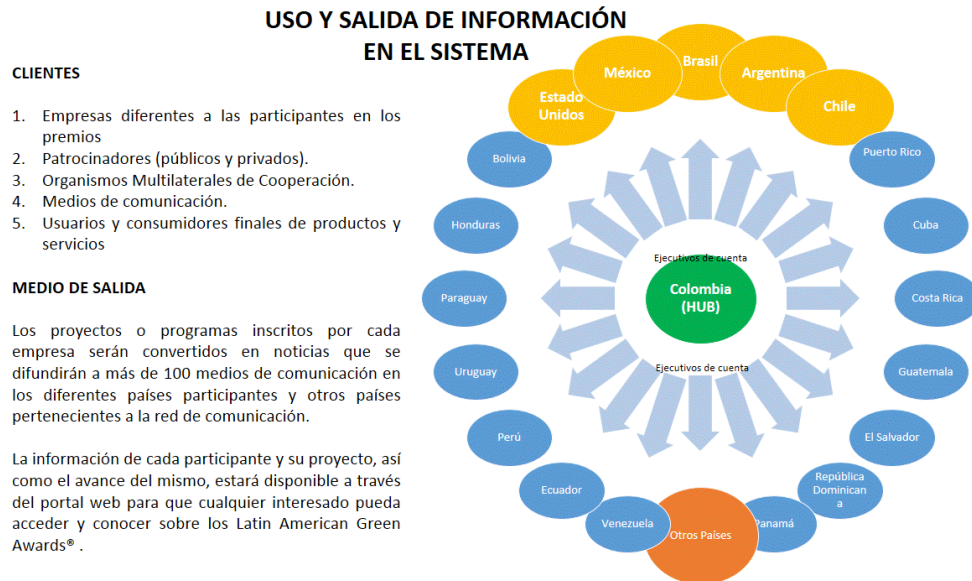 USO Y SALIDA DE INFORMACIÓN
EN EL SISTEMA
CLIENTES
1. Empresas diferentes a las participantes en los
premios
2. Patrocinadores (públicos y privados).
3. Organismos Multilaterales de Cooperación.
4. Medios de comunicación.
5. Usuarios y consumidores finales de productos y
servicios
MEDIO DE SALIDA
Los proyectos o programas inscritos por cada
empresa serán convertidos en noticias que se
difundirán a más de 100 medios de comunicación en
los diferentes países participantes y otros países
pertenecientes a la red de comunicación.
La información de cada participante y su proyecto, así
como el avance del mismo, estará disponible a través
del portal web para que cualquier interesado pueda
acceder y conocer sobre los Latin American Green
Awards® .
Brasil
México
Argentina
Estado
Unidos
Chile
Bolivia
Puerto Rico
Honduras
Cuba
Ejecutivos de cuenta
Colombia
(HUB)
Paraguay
Costa Rica
Ejecutivos de cuenta
Uruguay
Guatemala
Perú
El Salvador
Ecuador
República
Dominican
a
Venezuela
Otros Países
Panamá